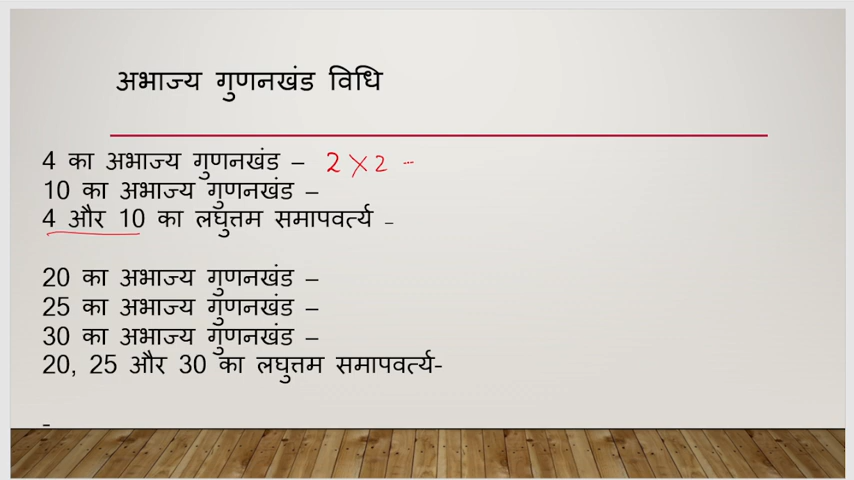 अभाज्य गुणनखंड विधि
4 का अभाज्य गुणनखंड – 2 X 2
10 का अभाज्य गुणनखंड –
4 और 10 का लघुत्तम समापवर्त्य –
20 का अभाज्य गुणनखंड –
25 का अभाज्य गुणनखंड –
30 का अभाज्य गुणनखंड –
20, 25 और 30 का लघुत्तम समापवर्त्य-
-